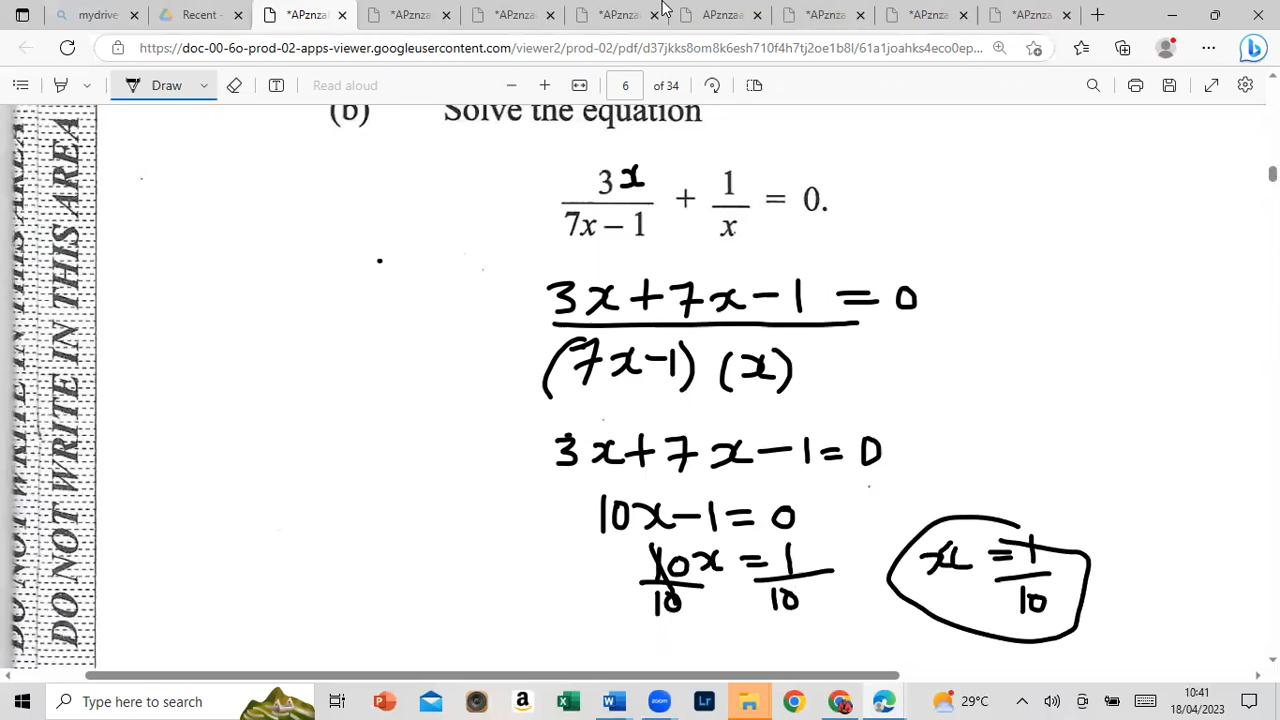 mydrive
Recent -
*APznza
*APznza
*APznza
*APznza
*APznza
*APznza
*APznza
*APznza
https://doc-00-6o-prod-02-apps-viewer.googleusercontent.com/viewer2/prod-02/pdf/d37jkks8om8k6esh710f4h7tj2oe1b8l/61a1joahks4eco0ep...
Draw
Read aloud
6 of 34
DO NOT WRITE IN THIS AREA
(b) Solve the equation
3x/(7x – 1) + 1/x = 0.
3x+7x-1 = 0
(7x-1) (x)
3x+7x-1=0
10x-1=0
10x = 1
10 10
x = 1
10
Type here to search
zoom
Lr
29°C
10:41
18/04/2023